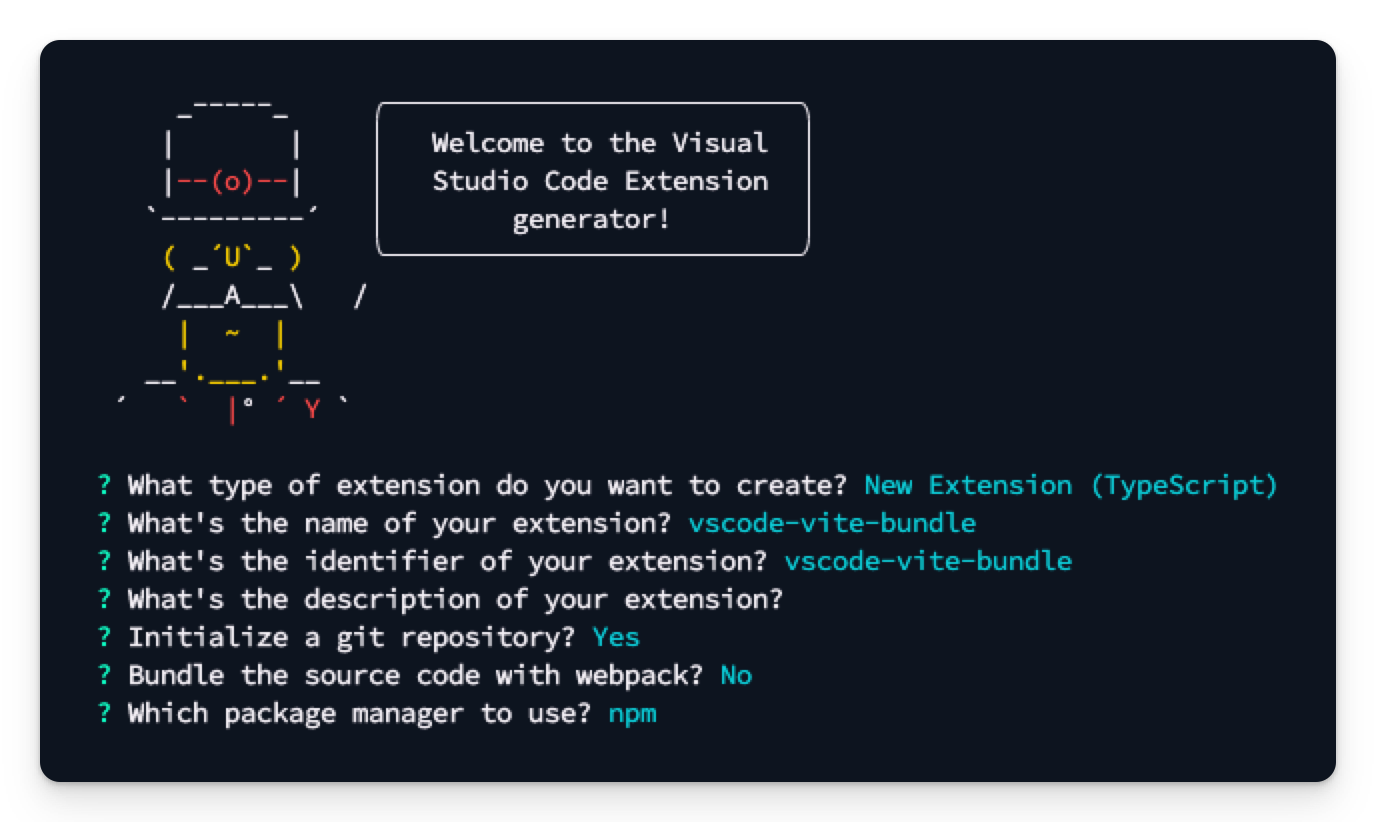 Welcome to the Visual
Studio Code Extension
generator!
_-----_
|       |
|--(o)--|
`---------´
( _´U`_ )
/___A___\   /
|  ~  |
__'.___.'__
´   `  |° ´ Y `
? What type of extension do you want to create? New Extension (TypeScript)
? What's the name of your extension? vscode-vite-bundle
? What's the identifier of your extension? vscode-vite-bundle
? What's the description of your extension?
? Initialize a git repository? Yes
? Bundle the source code with webpack? No
? Which package manager to use? npm